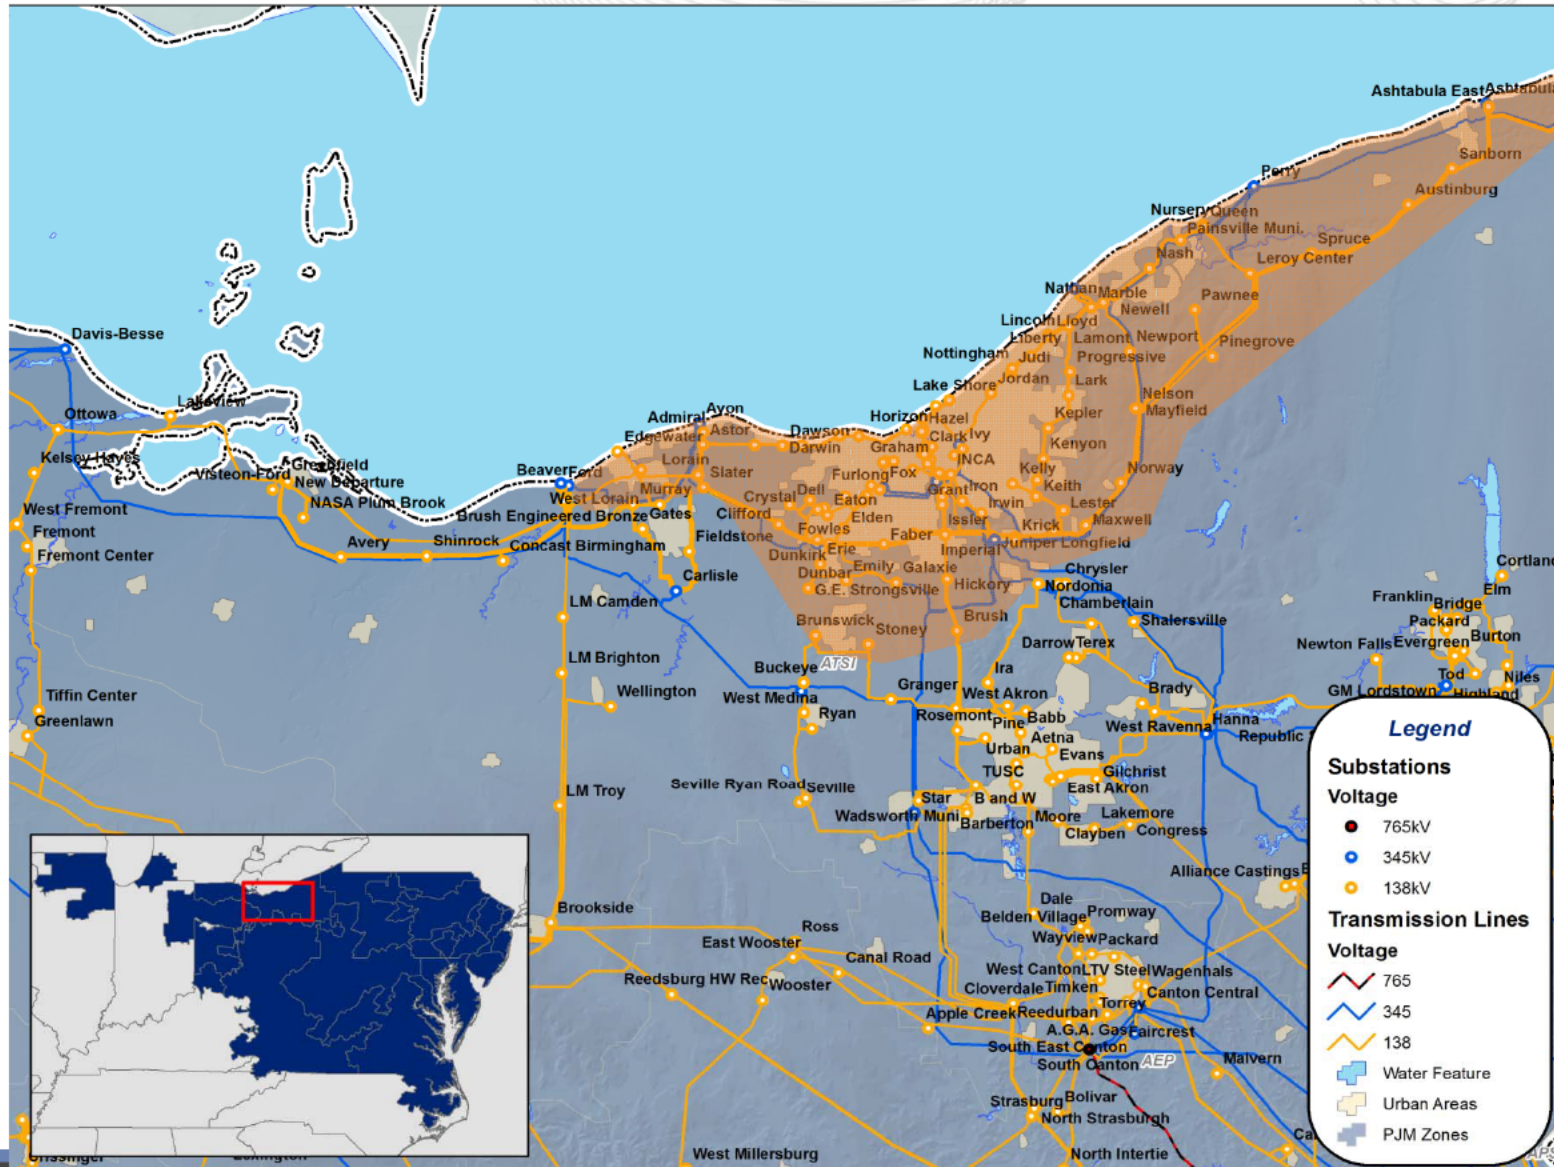 Ashtabula East
Ashtabula
Sanborn
Austinburg
Perry
Nursery
Queen
Painsville Muni.
Nash
Spruce
Leroy Center
Nathan
Marble
Newell
Pawnee
Lincoln
Lloyd
Liberty
Lamont
Newport
Pinegrove
Nottingham
Judi
Progressive
Lake Shore
Jordan
Lark
Nelson
Mayfield
Davis-Besse
Lakeview
Ottowa
Admiral
Avon
Horizon
Hazel
Kepler
Edgewater
Astor
Dawson
Darwin
Graham
Clark
Ivy
Kenyon
Kelsey-Hayes
Greenfield
Visteon-Ford
New Departure
NASA Plum Brook
Beaver
Ford
Lorain
Slater
Furlong
Fox
INCA
Kelly
Norway
West Lorain
Murray
Crystal
Dell
Eaton
Grant
Iron
Keith
Irwin
Lester
West Fremont
Fremont
Fremont Center
Brush Engineered Bronze
Gates
Clifford
Elden
Fowles
Issler
Krick
Maxwell
Avery
Shinrock
Concast Birmingham
Fieldstone
Faber
Imperial
Juniper
Longfield
Dunkirk
Erie
Dunbar
Emily
Galaxie
Hickory
Chrysler
Nordonia
Carlisle
G.E. Strongsville
Chamberlain
Shalersville
LM Camden
Brunswick
Stoney
Brush
Darrow
Terex
Cortland
Elm
Franklin
Bridge
Packard
Newton Falls
Evergreen
Burton
Tod
Niles
GM Lordstown
Highland
LM Brighton
Buckeye
ATSI
Ira
Tiffin Center
Greenlawn
Wellington
West Medina
Ryan
Granger
West Akron
Brady
Rosemont
Pine
Babb
Aetna
West Ravenna
Hanna
Republic
Urban
Evans
TUSC
Gilchrist
East Akron
LM Troy
Seville Ryan Road
Seville
Star
B and W
Wadsworth Muni
Barberton
Moore
Lakemore
Clayben
Congress
Alliance Castings
Brookside
Ross
East Wooster
Canal Road
Reedsburg HW Rec
Wooster
Dale
Belden Village
Promway
Wayview
Packard
West Canton
LTV Steel
Wagenhals
Cloverdale
Timken
Canton Central
Torrey
Apple Creek
Reedurban
A.G.A. Gas
Faircrest
South East Canton
South Canton
AEP
Malvern
Strasburg
Bolivar
North Strasburgh
West Millersburg
North Intertie
Legend
Substations
Voltage
765kV
345kV
138kV
Transmission Lines
Voltage
765
345
138
Water Feature
Urban Areas
PJM Zones